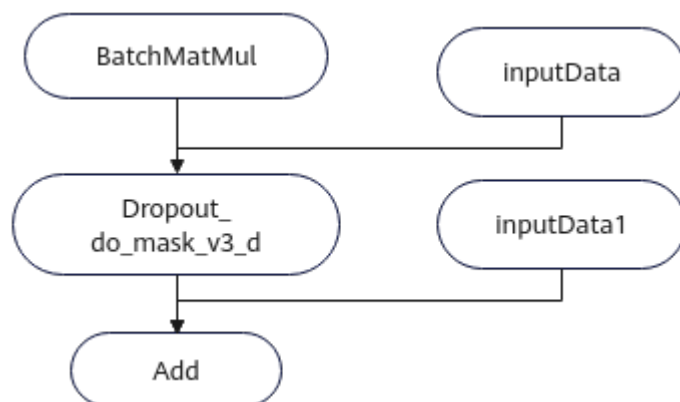 BatchMatMul
inputData
Dropout_
do_mask_v3_d
inputData1
Add